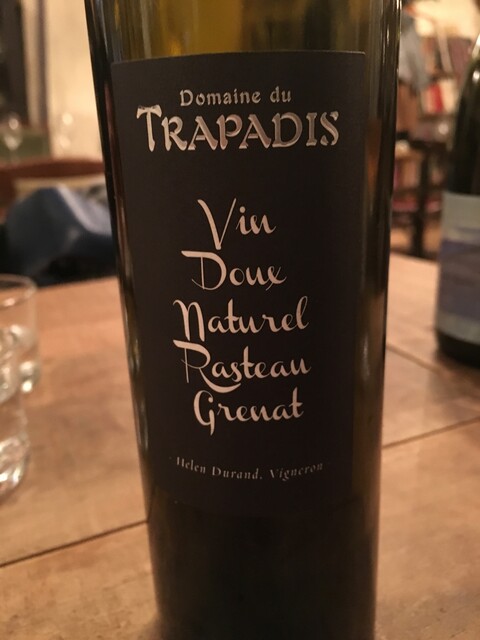 Domaine du
TRAPADIS
Vin
Doux
Naturel
Rasteau
Grenat
Helen Durand, Vigneron